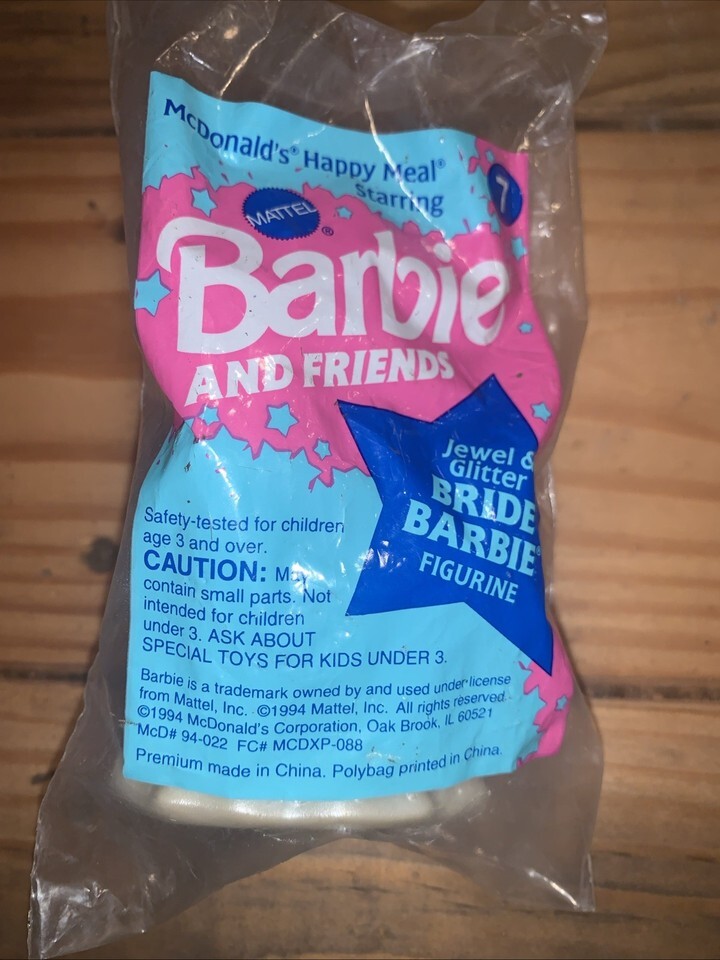 McDonald's® Happy Meal®
Starring
7
MATTEL
®
Barbie
AND FRIENDS
Jewel &
Glitter
BRIDE
BARBIE®
FIGURINE
Safety-tested for children
age 3 and over.
CAUTION: May
contain small parts. Not
intended for children
under 3. ASK ABOUT
SPECIAL TOYS FOR KIDS UNDER 3.
Barbie is a trademark owned by and used under license
from Mattel, Inc. ©1994 Mattel, Inc. All rights reserved.
©1994 McDonald's Corporation, Oak Brook, IL 60521
McD# 94-022 FC# MCDXP-088
Premium made in China. Polybag printed in China.